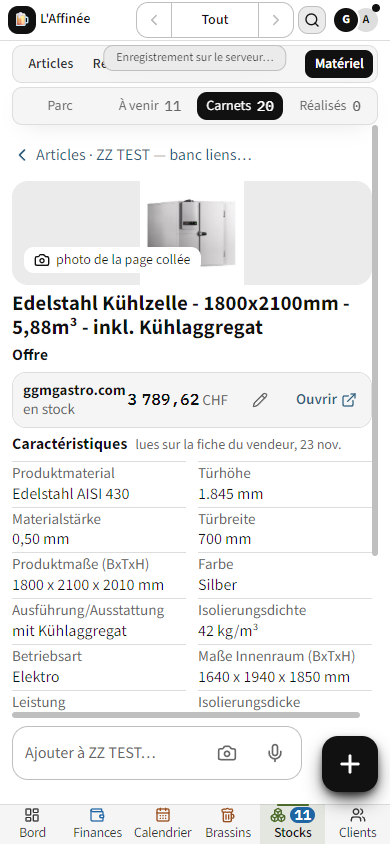 L'Affinée
Tout
G
A
Enregistrement sur le serveur…
Articles
Re
Matériel
Parc
À venir 11
Carnets 20
Réalisés 0
Articles · ZZ TEST — banc liens…
photo de la page collée
Edelstahl Kühlzelle - 1800x2100mm -
5,88m³ - inkl. Kühlaggregat
Offre
ggmgastro.com
en stock
3 789,62 CHF
Ouvrir
Caractéristiques lues sur la fiche du vendeur, 23 nov.
Produktmaterial
Edelstahl AISI 430
Türhöhe
1.845 mm
Materialstärke
0,50 mm
Türbreite
700 mm
Produktmaße (BxTxH)
1800 x 2100 x 2010 mm
Farbe
Silber
Ausführung/Ausstattung
mit Kühlaggregat
Isolierungsdichte
42 kg/m³
Betriebsart
Elektro
Maße Innenraum (BxTxH)
1640 x 1940 x 1850 mm
Leistung
Isolierungsdicke
Ajouter à ZZ TEST…
Bord
Finances
Calendrier
Brassins
11
Stocks
Clients